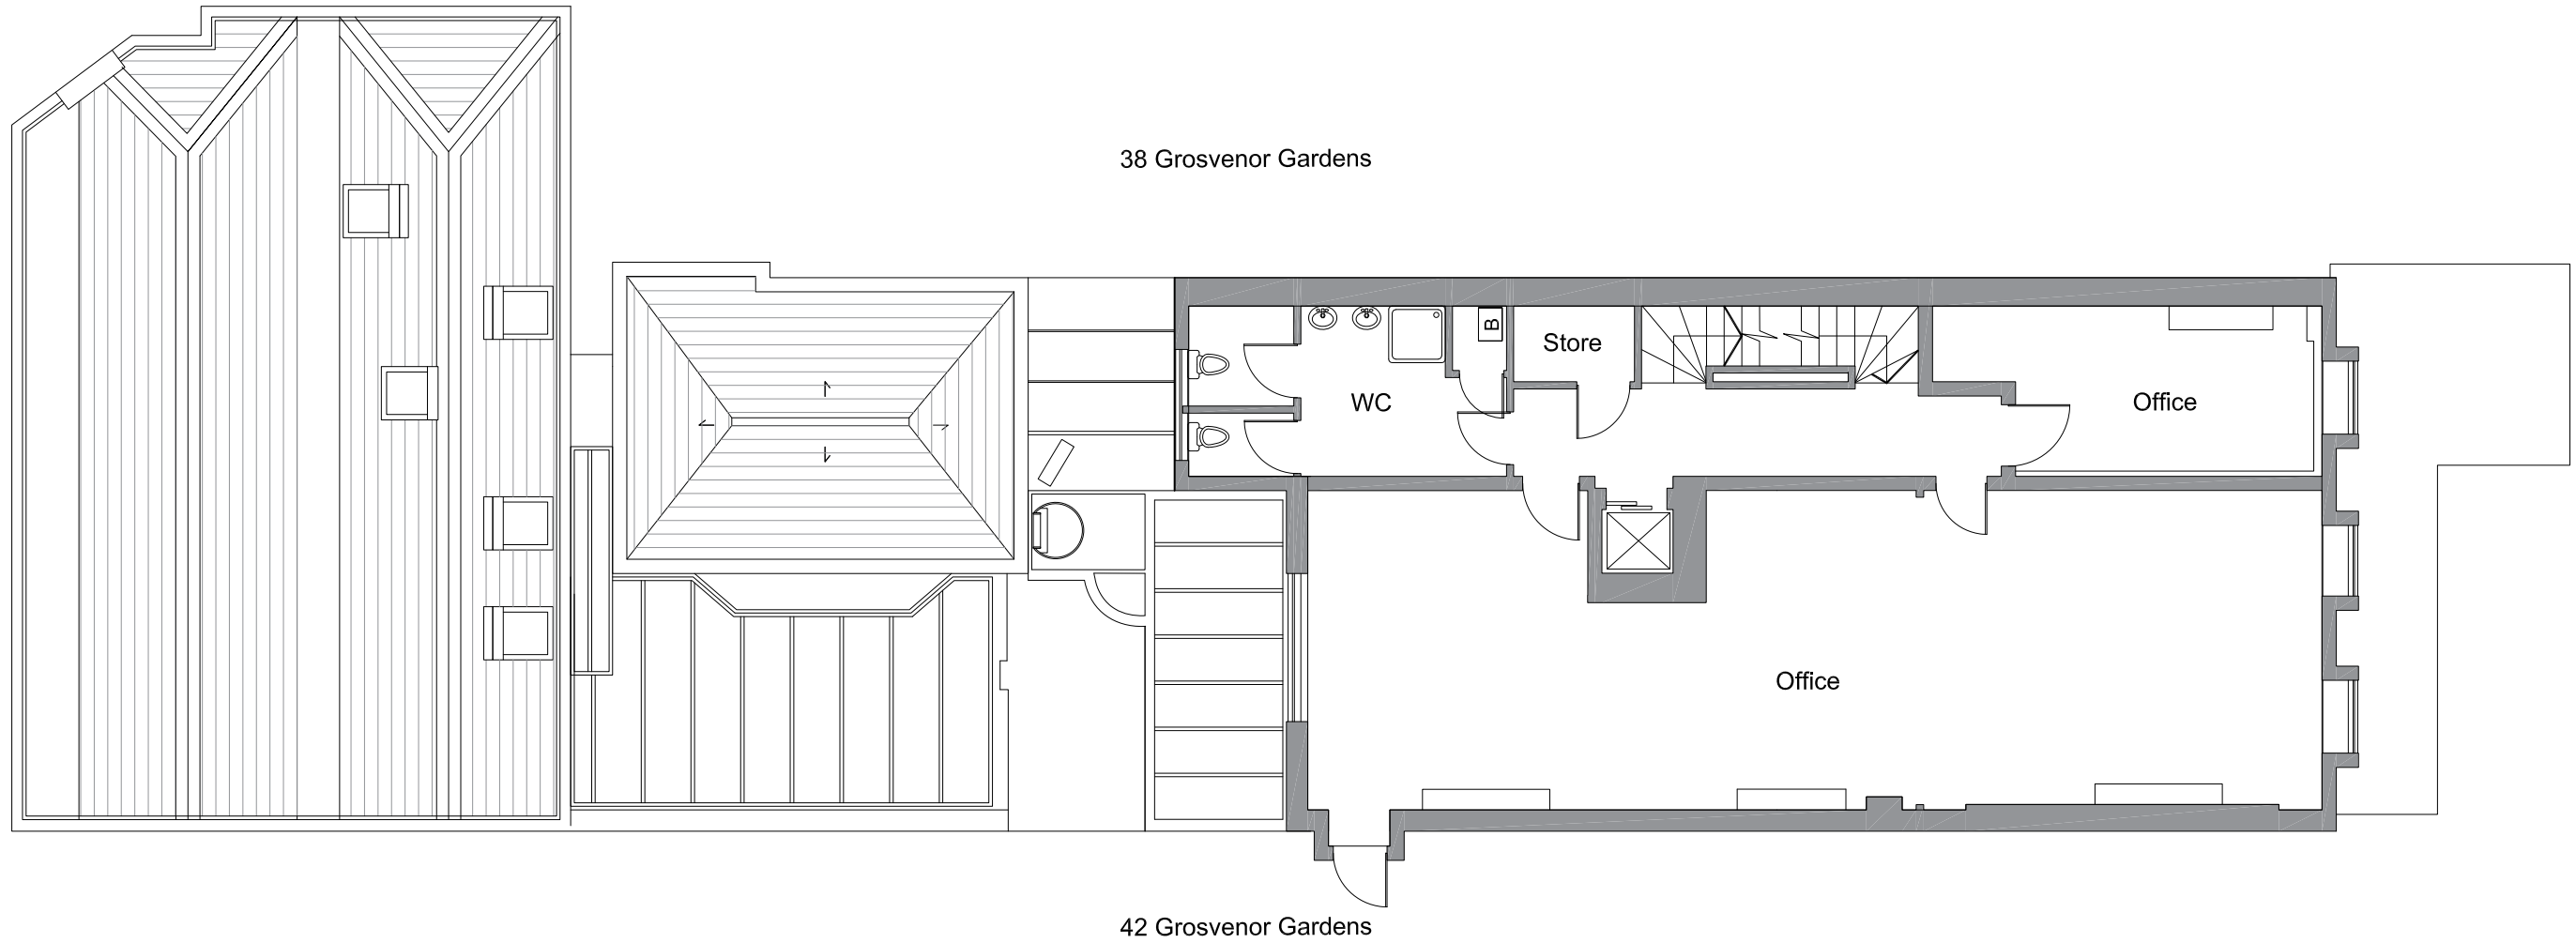 38 Grosvenor Gardens
B
Store
WC
Office
Office
42 Grosvenor Gardens